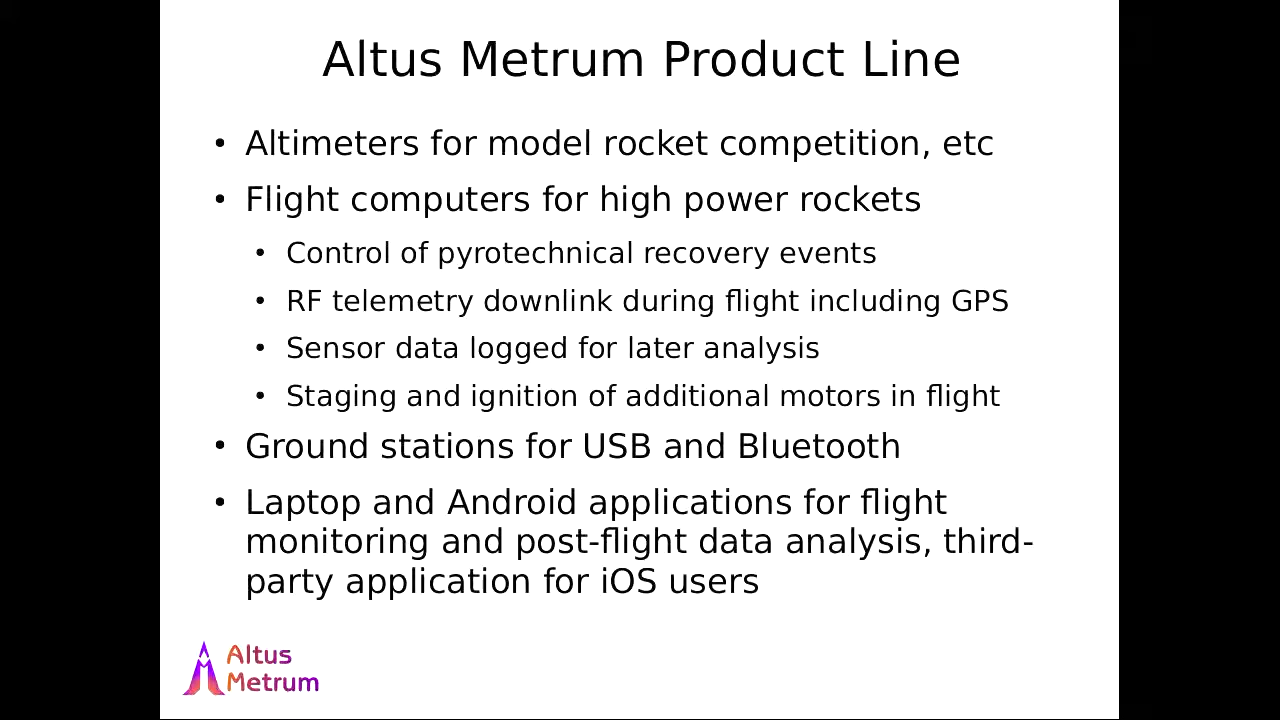 Altus Metrum Product Line
• Altimeters for model rocket competition, etc
• Flight computers for high power rockets
• Control of pyrotechnical recovery events
• RF telemetry downlink during flight including GPS
• Sensor data logged for later analysis
• Staging and ignition of additional motors in flight
• Ground stations for USB and Bluetooth
• Laptop and Android applications for flight
monitoring and post-flight data analysis, third-
party application for iOS users
Altus
Metrum